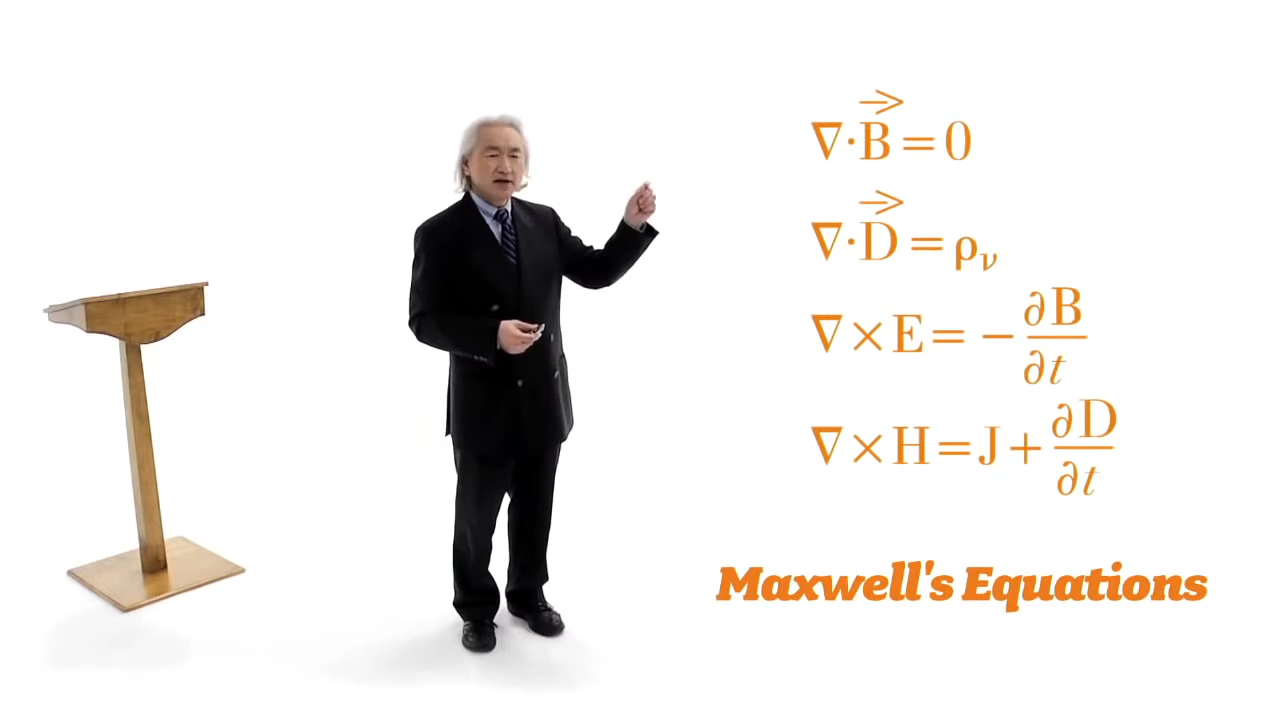 ∇·B⃗ = 0
∇·D⃗ = ρᵥ
∇×E = − ∂B/∂t
∇×H = J + ∂D/∂t
Maxwell's Equations